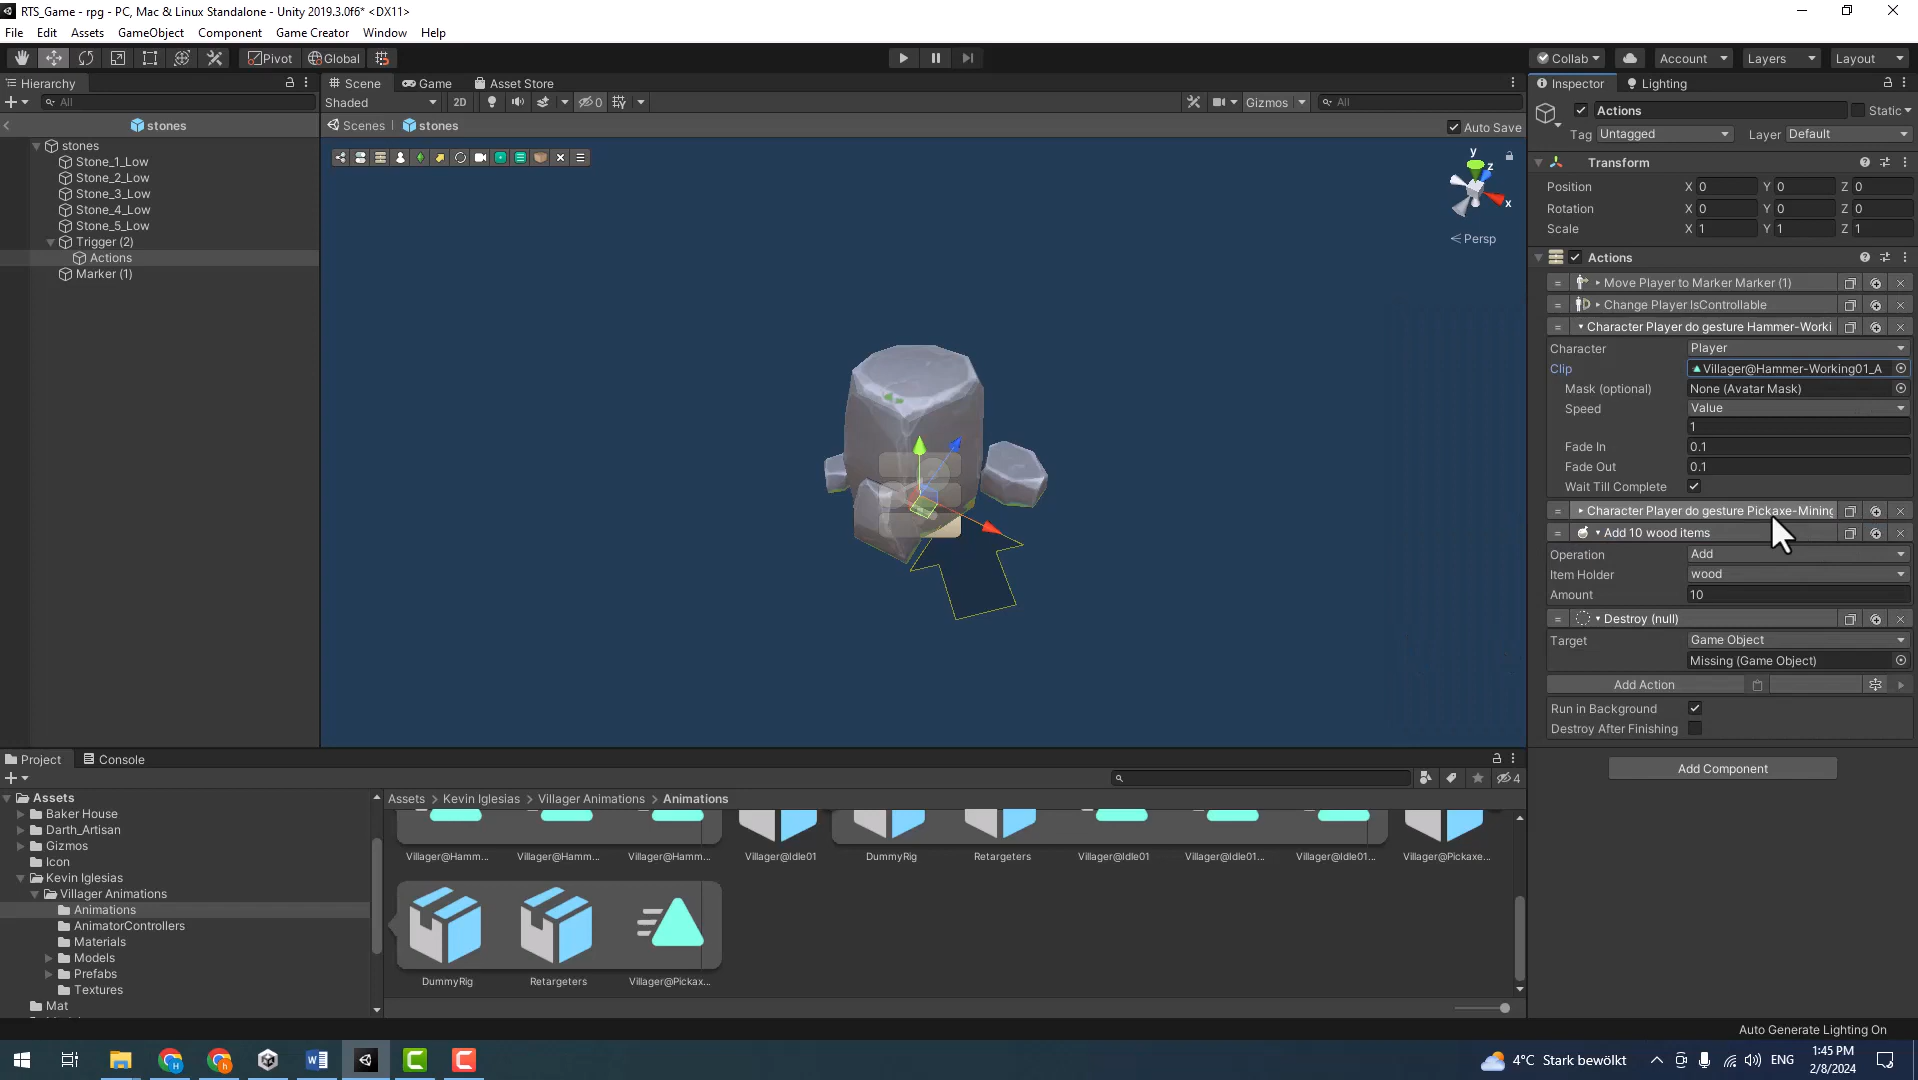 RTS_Game - rpg - PC, Mac & Linux Standalone - Unity 2019.3.0f6* <DX11>
File Edit Assets GameObject Component Game Creator Window Help
Pivot Global Collab Account Layers Layout
Hierarchy
All
stones
stones
Stone_1_Low
Stone_2_Low
Stone_3_Low
Stone_4_Low
Stone_5_Low
Trigger (2)
Actions
Marker (1)
Scene Game Asset Store
Shaded 2D 0 Gizmos All
Scenes stones Auto Save
y
z
x
Persp
Inspector Lighting
Actions Static
Tag Untagged Layer Default
Transform
Position X 0 Y 0 Z 0
Rotation X 0 Y 0 Z 0
Scale X 1 Y 1 Z 1
Actions
Move Player to Marker Marker (1)
Change Player IsControllable
Character Player do gesture Hammer-Worki
Character Player
Clip Villager@Hammer-Working01_A
Mask (optional) None (Avatar Mask)
Speed Value
1
Fade In 0.1
Fade Out 0.1
Wait Till Complete
Character Player do gesture Pickaxe-Mining
Add 10 wood items
Operation Add
Item Holder wood
Amount 10
Destroy (null)
Target Game Object
Missing (Game Object)
Add Action
Run in Background
Destroy After Finishing
Add Component
Project Console
4
Assets
Baker House
Darth_Artisan
Gizmos
Icon
Kevin Iglesias
Villager Animations
Animations
AnimatorControllers
Materials
Models
Prefabs
Textures
Mat
Assets > Kevin Iglesias > Villager Animations > Animations
Villager@Hamm... Villager@Hamm... Villager@Hamm... Villager@Idle01 DummyRig Retargeters Villager@Idle01 Villager@Idle01... Villager@Idle01... Villager@Pickaxe...
DummyRig Retargeters Villager@Pickax...
Auto Generate Lighting On
4°C Stark bewölkt ENG 1:45 PM
2/8/2024